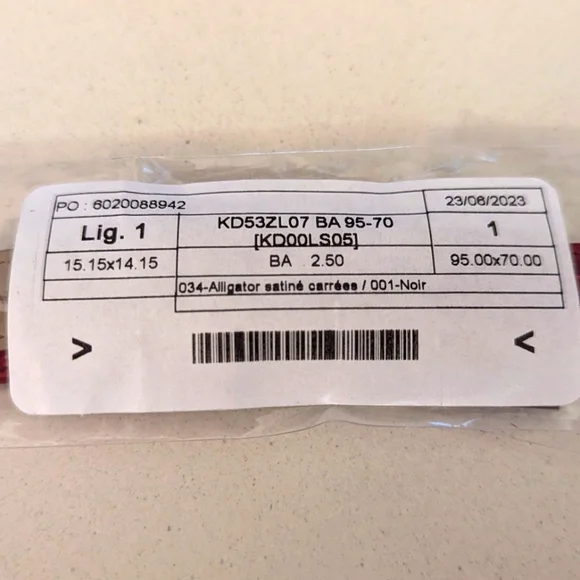 PO : 6020088942
23/06/2023
Lig. 1
KD53ZL07 BA 95-70
[KD00LS05]
1
15.15x14.15
BA 2.50
95.00x70.00
034-Alligator satiné carrées / 001-Noir
> <